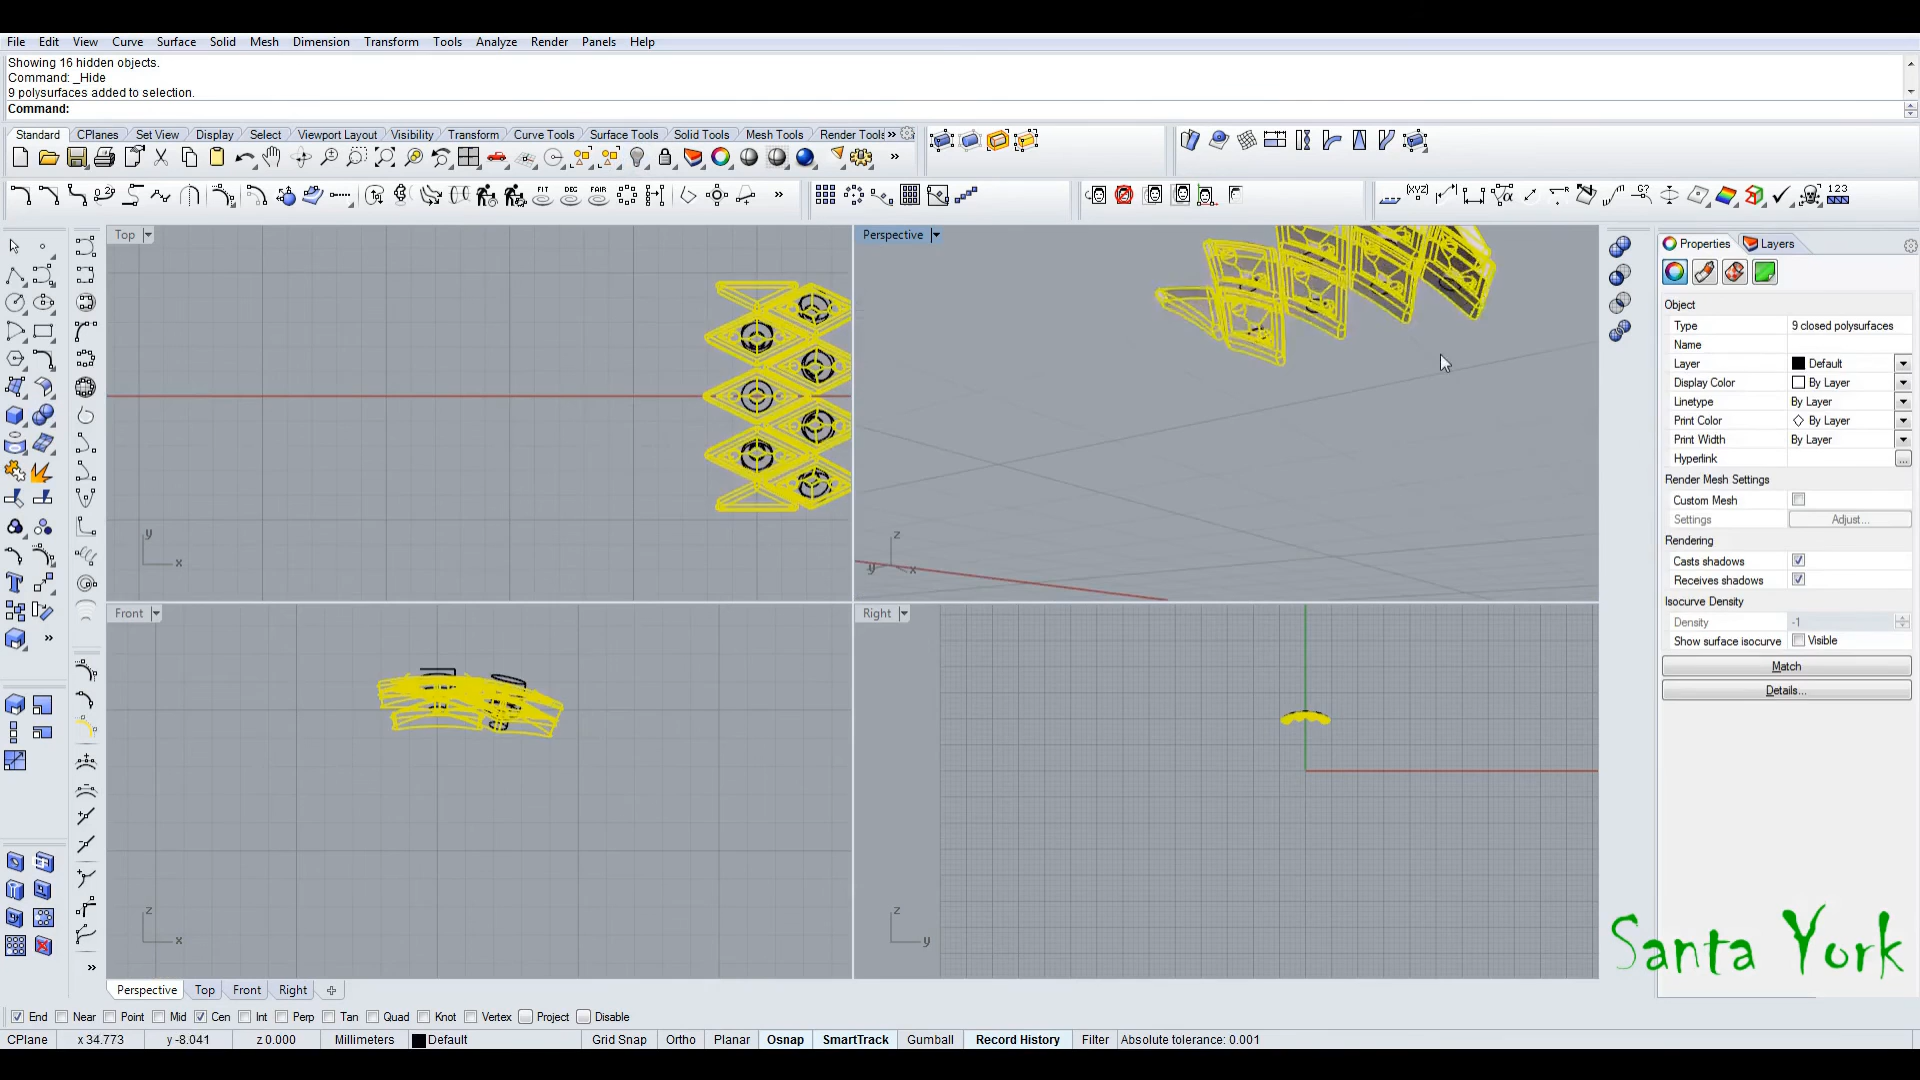 File Edit View Curve Surface Solid Mesh Dimension Transform Tools Analyze Render Panels Help
Showing 16 hidden objects.
Command: _Hide
9 polysurfaces added to selection.
Command:
Standard CPlanes Set View Display Select Viewport Layout Visibility Transform Curve Tools Surface Tools Solid Tools Mesh Tools Render Tools »
»
FIT DEG FAIR » XYZ G? 123
Top Perspective Properties Layers
Object
Type 9 closed polysurfaces
Name
Layer Default
Display Color By Layer
Linetype By Layer
Print Color By Layer
Print Width By Layer
Hyperlink ...
Render Mesh Settings
Custom Mesh
Settings Adjust...
Rendering
Casts shadows
Receives shadows
Isocurve Density
Density -1
Show surface isocurve Visible
Match
Details...
y x
z y x
Front Right
z x
z y
»
»
Santa York
Perspective Top Front Right
End Near Point Mid Cen Int Perp Tan Quad Knot Vertex Project Disable
CPlane x 34.773 y -8.041 z 0.000 Millimeters Default Grid Snap Ortho Planar Osnap SmartTrack Gumball Record History Filter Absolute tolerance: 0.001